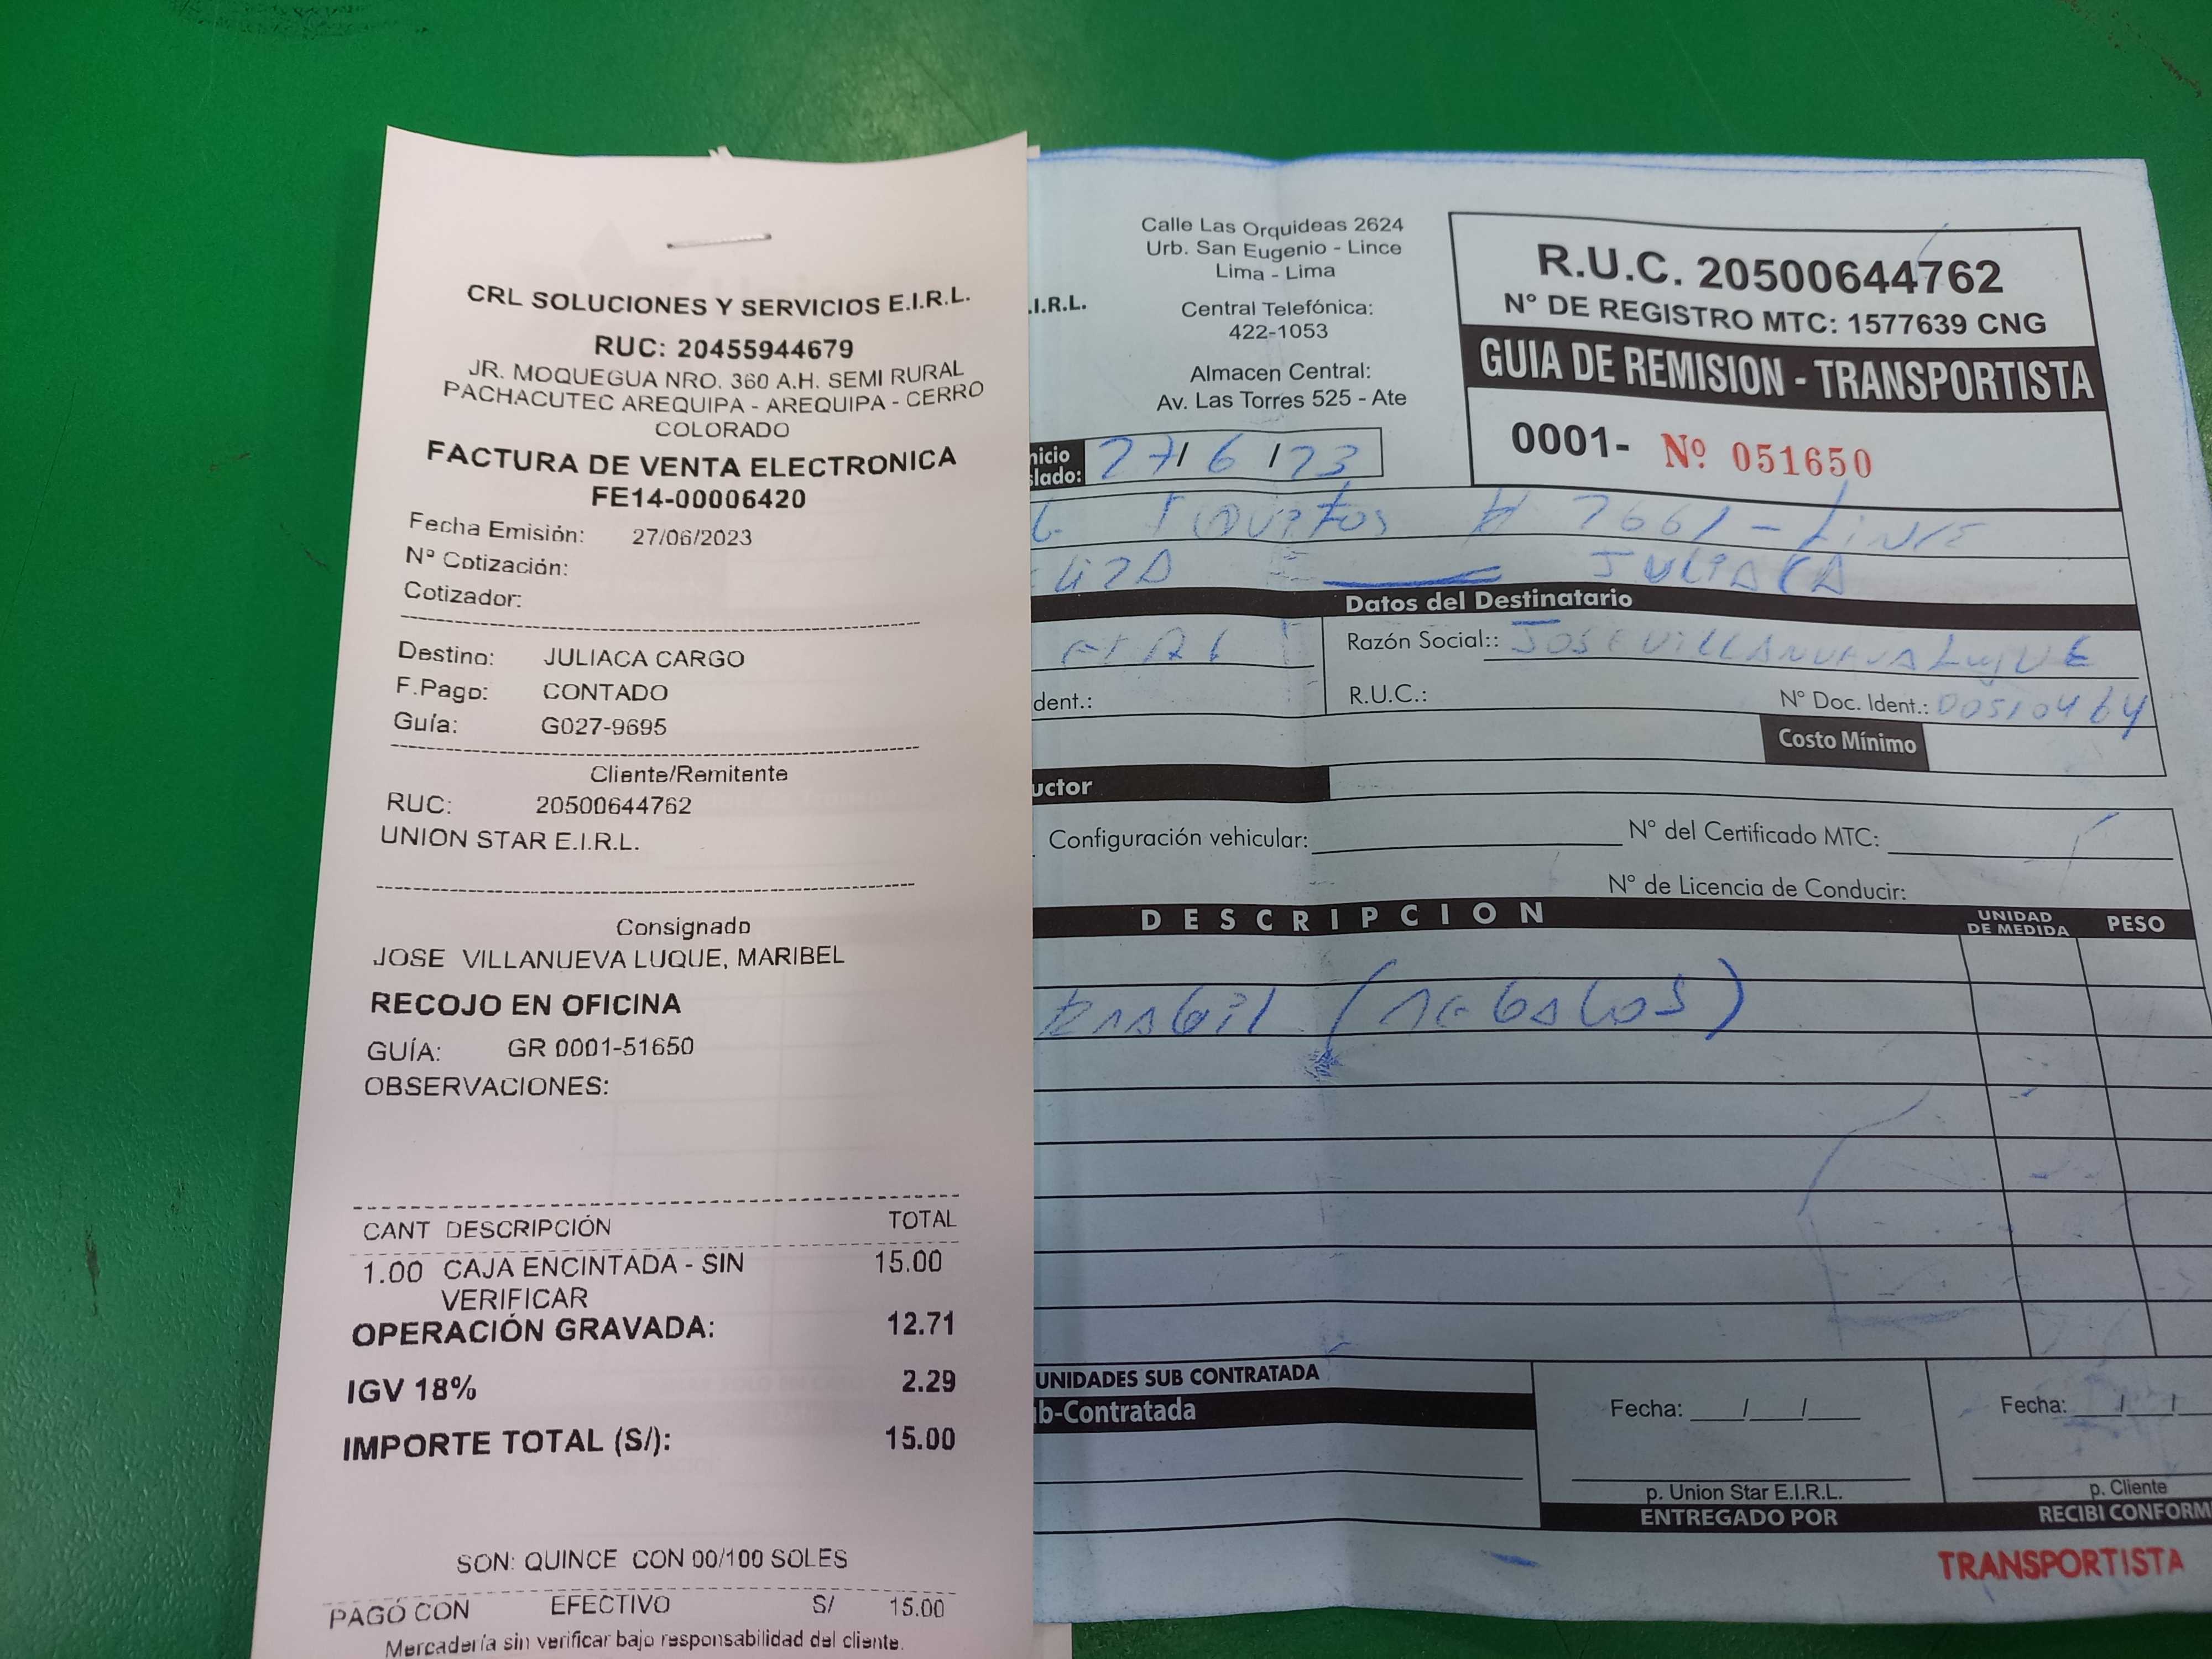 CRL SOLUCIONES Y SERVICIOS E.I.R.L.
RUC: 20455944679
JR. MOQUEGUA NRO. 360 A.H. SEMI RURAL
PACHACUTEC AREQUIPA - AREQUIPA - CERRO
COLORADO
FACTURA DE VENTA ELECTRONICA
FE14-00006420
Fecha Emisión: 27/06/2023
Nº Cotización:
Cotizador:
Destino: JULIACA CARGO
F.Pago: CONTADO
Guía: G027-9695
Cliente/Remitente
RUC: 20500644762
UNION STAR E.I.R.L.
Consignado
JOSE VILLANUEVA LUQUE, MARIBEL
RECOJO EN OFICINA
GUÍA: GR 0001-51650
OBSERVACIONES:
CANT DESCRIPCIÓN TOTAL
1.00 CAJA ENCINTADA - SIN 15.00
VERIFICAR
OPERACIÓN GRAVADA: 12.71
IGV 18% 2.29
IMPORTE TOTAL (S/): 15.00
SON: QUINCE CON 00/100 SOLES
PAGÓ CON EFECTIVO S/ 15.00
Mercadería sin verificar bajo responsabilidad del cliente.
Calle Las Orquideas 2624
Urb. San Eugenio - Lince
Lima - Lima
.I.R.L.
Central Telefónica:
422-1053
Almacen Central:
Av. Las Torres 525 - Ate
R.U.C. 20500644762
N° DE REGISTRO MTC: 1577639 CNG
GUIA DE REMISION - TRANSPORTISTA
0001- Nº 051650
nicio
slado: 27/ 6 /23
JULIACA
Datos del Destinatario
Razón Social:: JOSE VILLANUEVA LUQUE
dent.: R.U.C.: N° Doc. Ident.: 00510464
Costo Mínimo
uctor
Configuración vehicular: N° del Certificado MTC:
N° de Licencia de Conducir:
DESCRIPCION UNIDAD DE MEDIDA PESO
UNIDADES SUB CONTRATADA
b-Contratada
Fecha: / / Fecha: / /
p. Union Star E.I.R.L. p. Cliente
ENTREGADO POR RECIBI CONFORM
TRANSPORTISTA